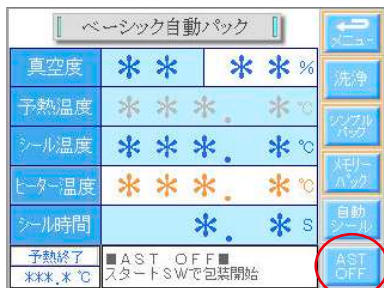 [ ベーシック自動パック ]
メニュー
真空度 ** ** %
洗浄
予熱温度 ***.* ℃
シンプル
パック
シール温度 ***.* ℃
メモリー
パック
ヒーター温度 ***.* ℃
自動
シール
シール時間 *.* S
予熱終了
***.* ℃
■AST OFF■
スタートSWで包装開始
AST
OFF